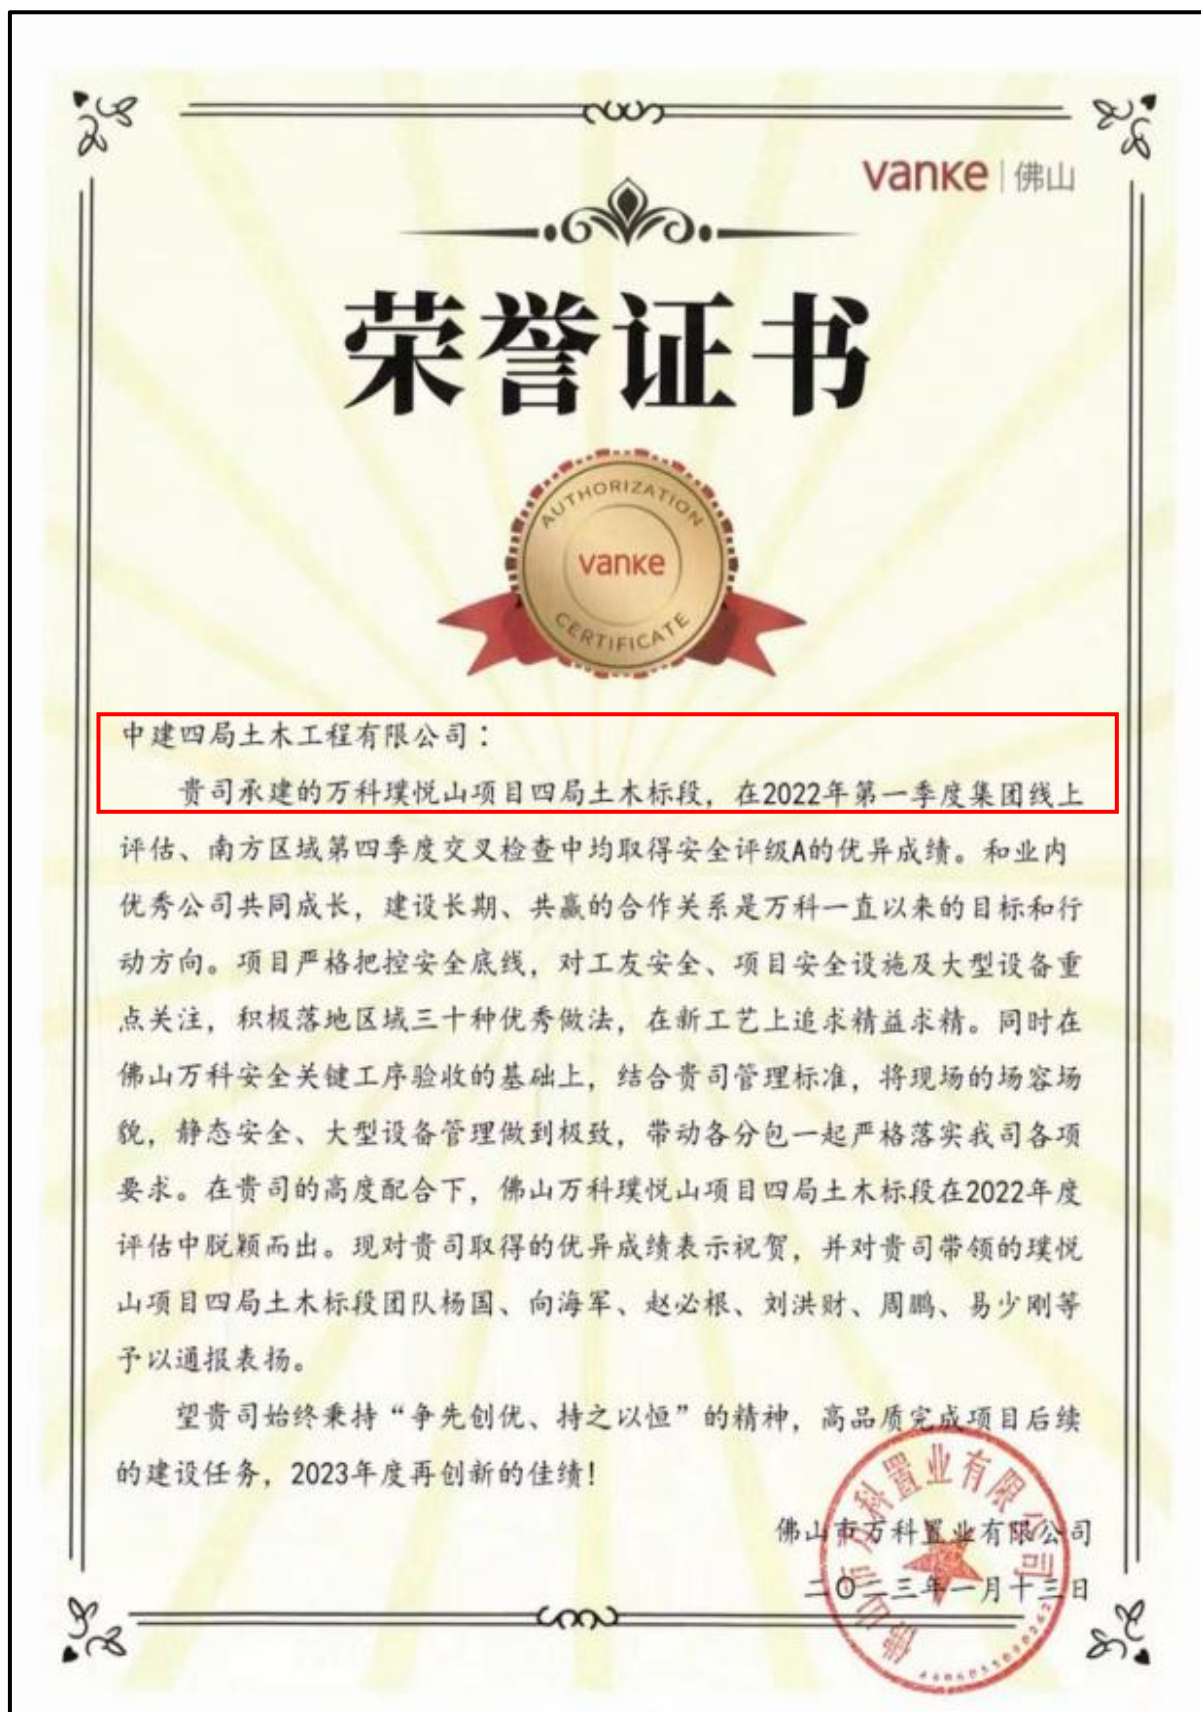 vanke | 佛山
荣誉证书
AUTHORIZATION
vanke
CERTIFICATE
中建四局土木工程有限公司：
贵司承建的万科璞悦山项目四局土木标段，在2022年第一季度集团线上
评估、南方区域第四季度交叉检查中均取得安全评级A的优异成绩。和业内
优秀公司共同成长，建设长期、共赢的合作关系是万科一直以来的目标和行
动方向。项目严格把控安全底线，对工友安全、项目安全设施及大型设备重
点关注，积极落地区域三十种优秀做法，在新工艺上追求精益求精。同时在
佛山万科安全关键工序验收的基础上，结合贵司管理标准，将现场的场容场
貌，静态安全、大型设备管理做到极致，带动各分包一起严格落实我司各项
要求。在贵司的高度配合下，佛山万科璞悦山项目四局土木标段在2022年度
评估中脱颖而出。现对贵司取得的优异成绩表示祝贺，并对贵司带领的璞悦
山项目四局土木标段团队杨国、向海军、赵必根、刘洪财、周鹏、易少刚等
予以通报表扬。
望贵司始终秉持“争先创优、持之以恒”的精神，高品质完成项目后续
的建设任务，2023年度再创新的佳绩！
佛山市万科置业有限公司
二〇二三年一月十三日
佛山市万科置业有限公司